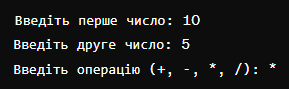 Введіть перше число: 10
Введіть друге число: 5
Введіть операцію (+, -, *, /): *